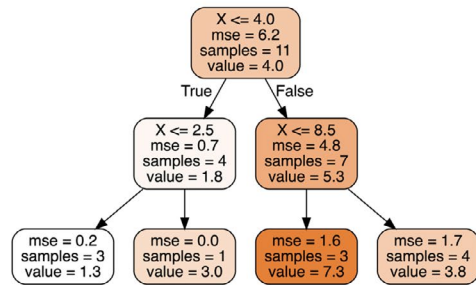 X <= 4.0
mse = 6.2
samples = 11
value = 4.0
True
False
X <= 2.5
mse = 0.7
samples = 4
value = 1.8
X <= 8.5
mse = 4.8
samples = 7
value = 5.3
mse = 0.2
samples = 3
value = 1.3
mse = 0.0
samples = 1
value = 3.0
mse = 1.6
samples = 3
value = 7.3
mse = 1.7
samples = 4
value = 3.8